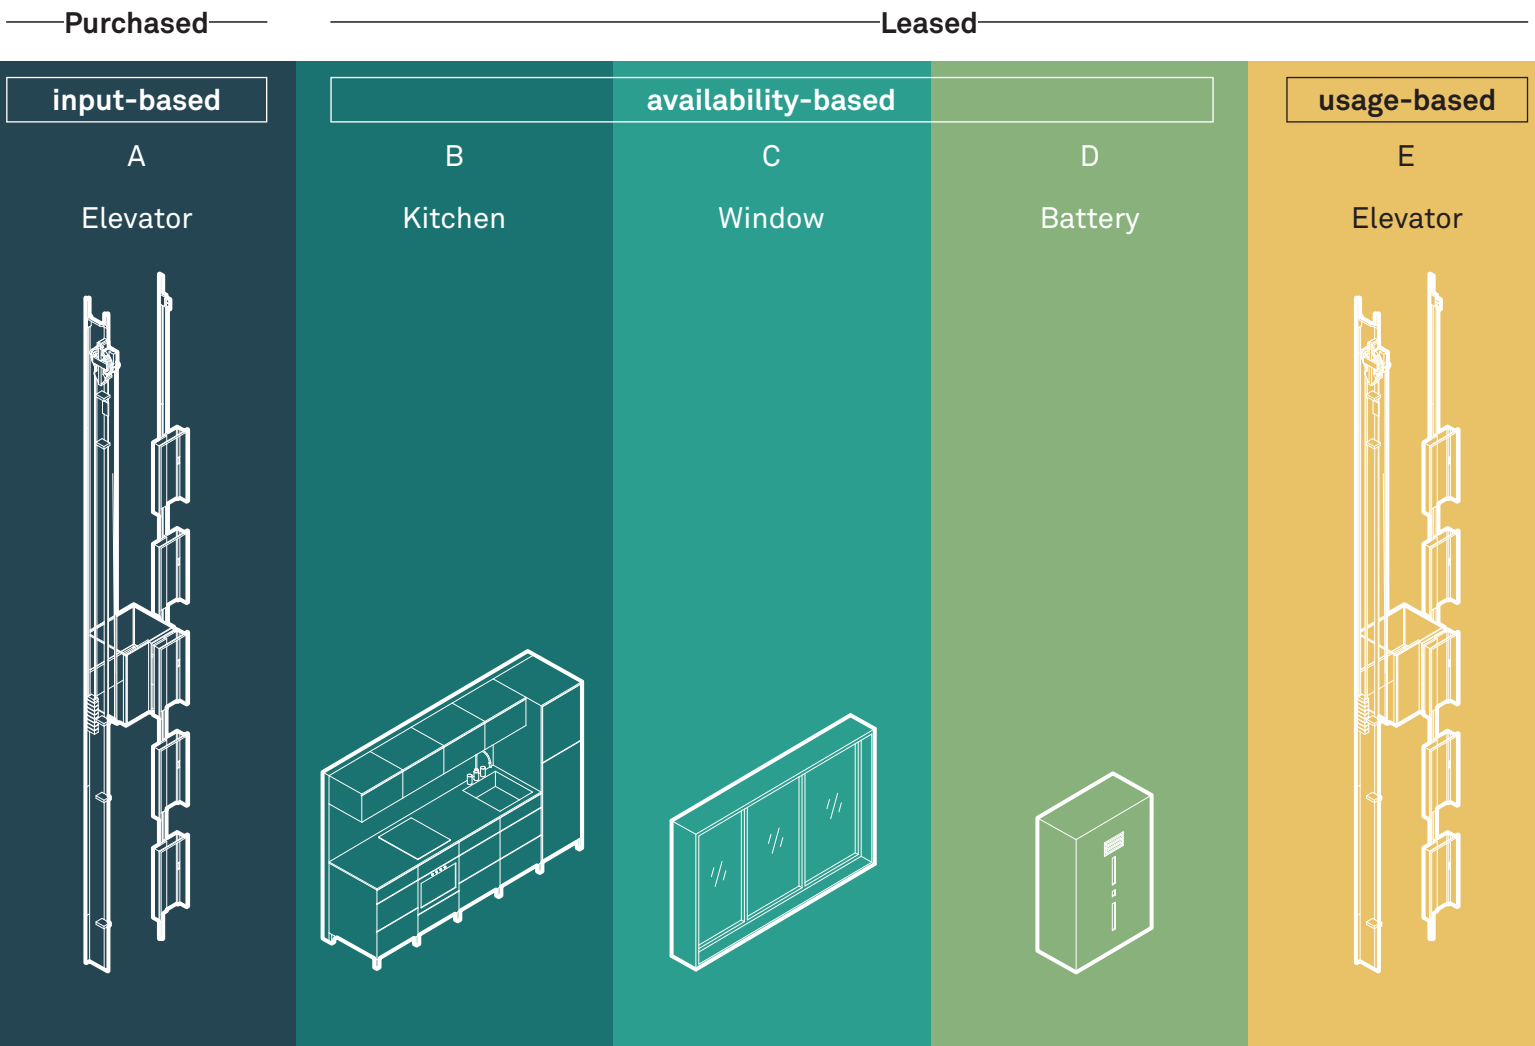 Purchased Leased
input-based availability-based usage-based
A B C D E
Elevator Kitchen Window Battery Elevator